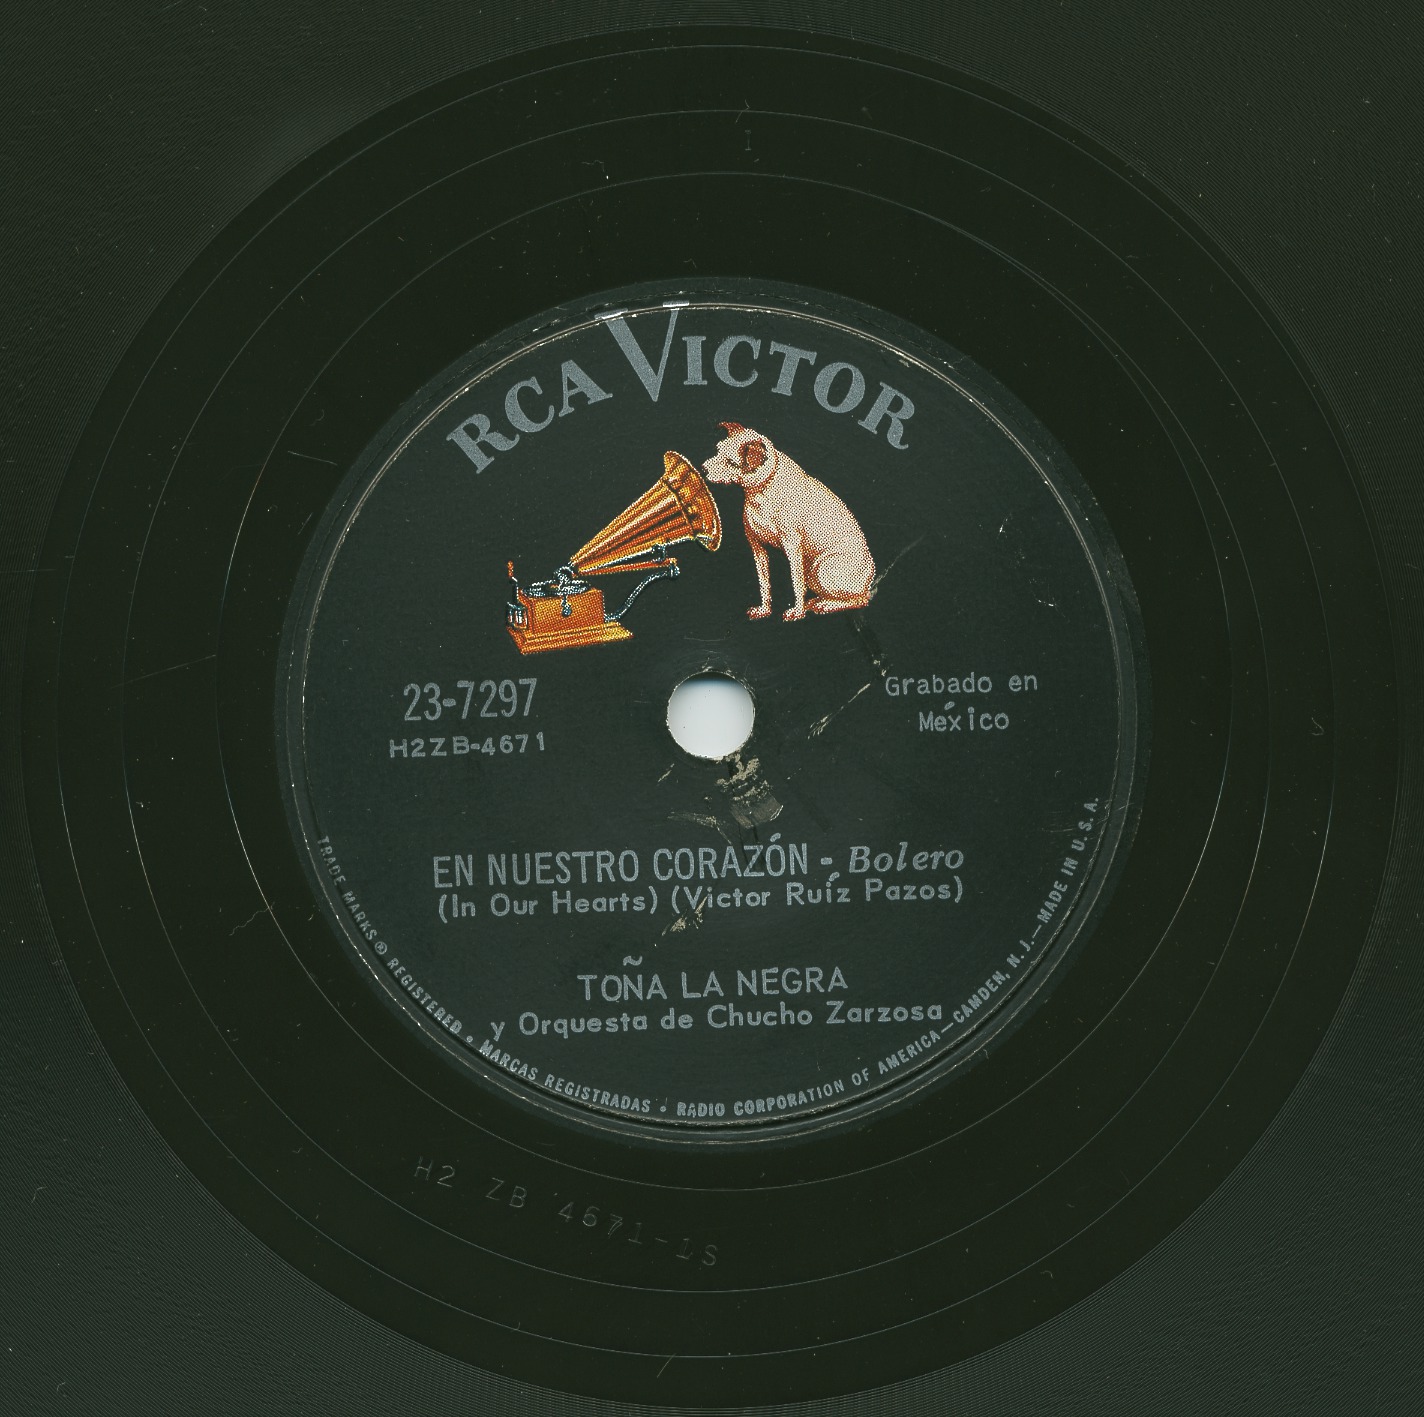 RCA VICTOR
23-7297
H2ZB-4671
Grabado en
México
EN NUESTRO CORAZÓN - Bolero
(In Our Hearts) (Victor Ruíz Pazos)
TOÑA LA NEGRA
y Orquesta de Chucho Zarzosa
TRADE MARKS ® REGISTERED • MARCAS REGISTRADAS • RADIO CORPORATION OF AMERICA—CAMDEN, N. J.—MADE IN U. S. A.
H2 ZB 4671-1S
I